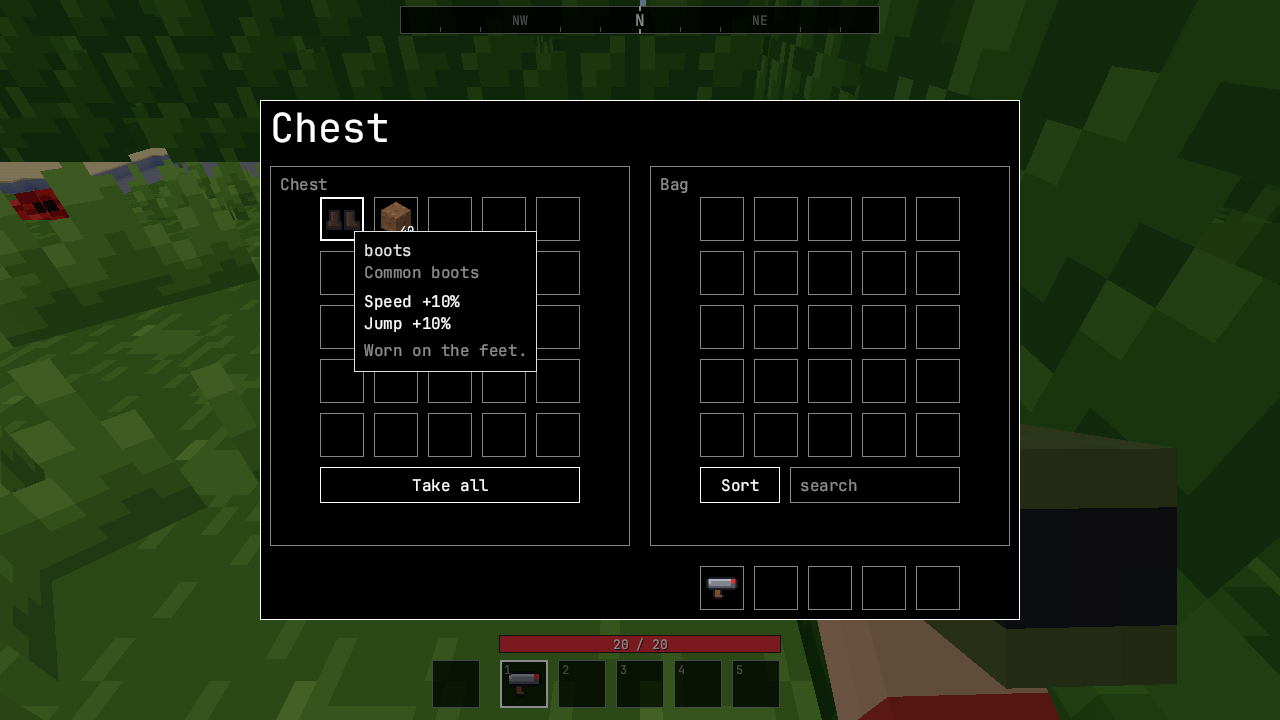 NW N NE
Chest
Chest
Bag
boots
Common boots
Speed +10%
Jump +10%
Worn on the feet.
Take all
Sort
search
20 / 20
1 2 3 4 5